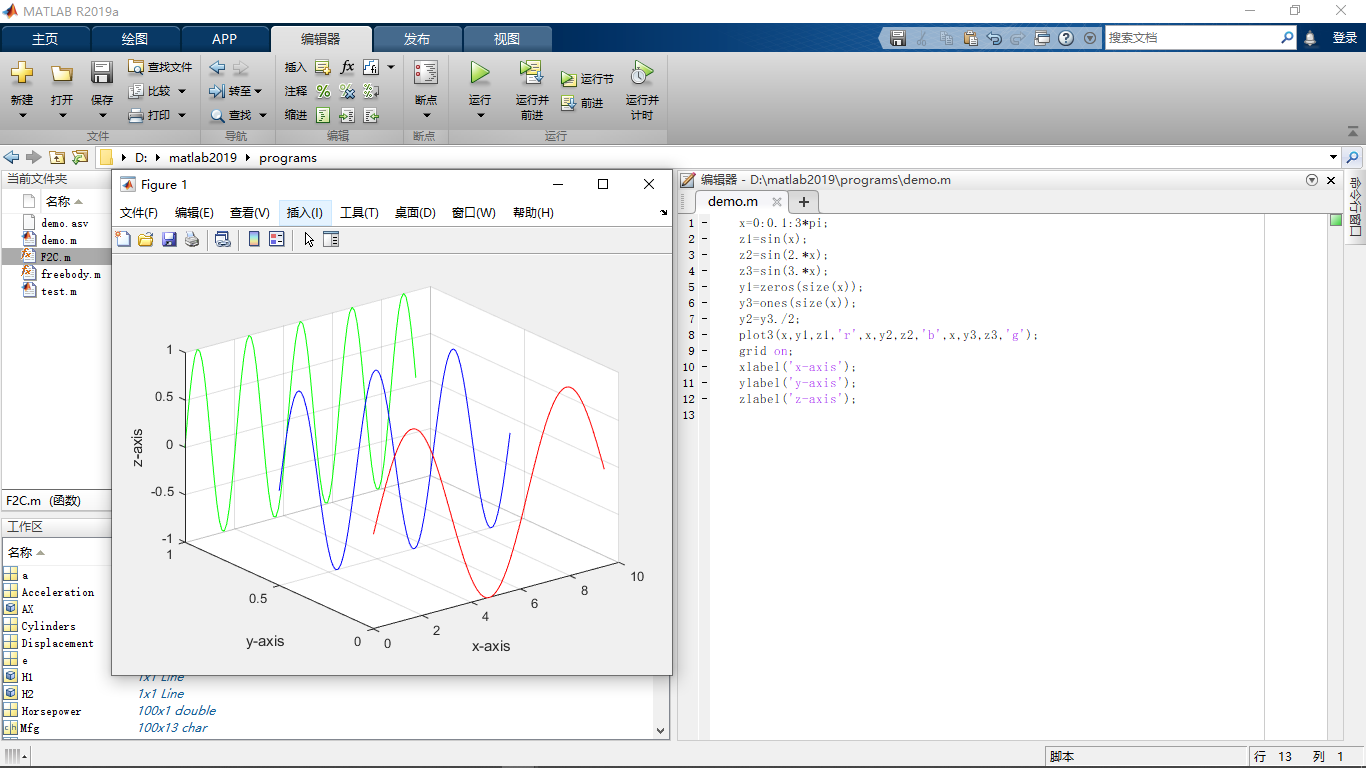 MATLAB R2019a
主页 绘图 APP 编辑器 发布 视图
搜索文档 登录
新建 打开 保存 查找文件 比较 打印
转至 查找
插入 fx 注释 缩进
断点
运行 运行并前进 运行节 前进 运行并计时
文件 导航 编辑 断点 运行
D: matlab2019 programs
当前文件夹
名称
demo.asv
demo.m
F2C.m
freebody.m
test.m
F2C.m (函数)
工作区
名称
a
Acceleration
AX
Cylinders
Displacement
e
H1 1x1 Line
H2 1x1 Line
Horsepower 100x1 double
Mfg 100x13 char
Figure 1
文件(F) 编辑(E) 查看(V) 插入(I) 工具(T) 桌面(D) 窗口(W) 帮助(H)
1
0.5
0
-0.5
-1
z-axis
1
0.5
0
y-axis
0
2
4
6
8
10
x-axis
编辑器 - D:\matlab2019\programs\demo.m
demo.m
1 - x=0:0.1:3*pi;
2 - z1=sin(x);
3 - z2=sin(2.*x);
4 - z3=sin(3.*x);
5 - y1=zeros(size(x));
6 - y3=ones(size(x));
7 - y2=y3./2;
8 - plot3(x,y1,z1,'r',x,y2,z2,'b',x,y3,z3,'g');
9 - grid on;
10 - xlabel('x-axis');
11 - ylabel('y-axis');
12 - zlabel('z-axis');
13
命令行窗口
脚本 行 13 列 1